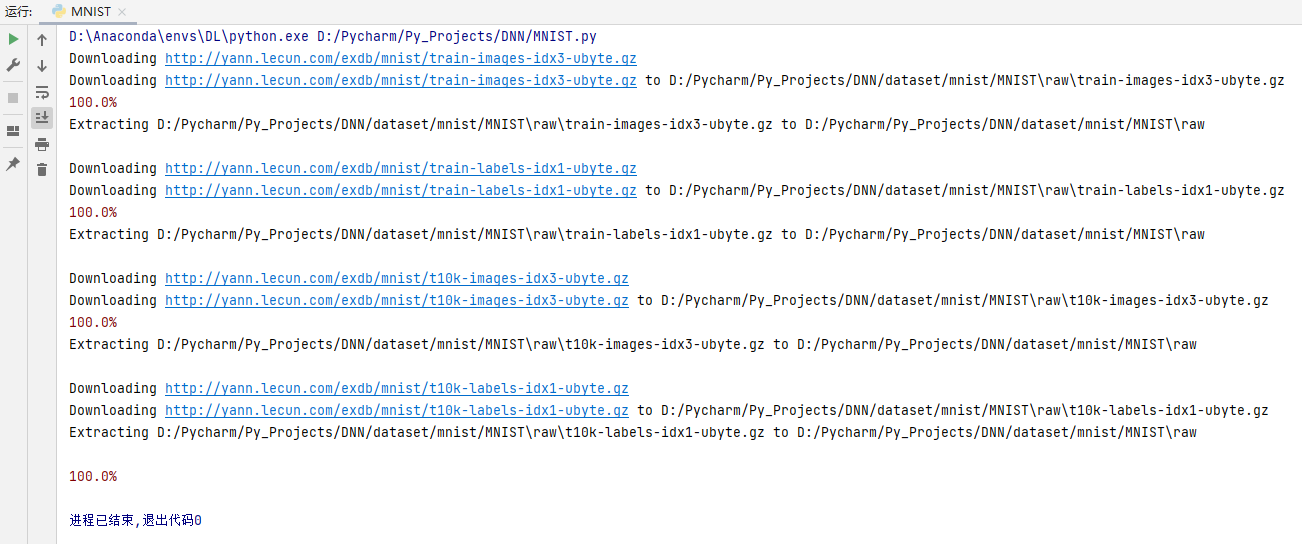 运行:
MNIST
D:\Anaconda\envs\DL\python.exe D:/Pycharm/Py_Projects/DNN/MNIST.py
Downloading http://yann.lecun.com/exdb/mnist/train-images-idx3-ubyte.gz
Downloading http://yann.lecun.com/exdb/mnist/train-images-idx3-ubyte.gz to D:/Pycharm/Py_Projects/DNN/dataset/mnist/MNIST\raw\train-images-idx3-ubyte.gz
100.0%
Extracting D:/Pycharm/Py_Projects/DNN/dataset/mnist/MNIST\raw\train-images-idx3-ubyte.gz to D:/Pycharm/Py_Projects/DNN/dataset/mnist/MNIST\raw
Downloading http://yann.lecun.com/exdb/mnist/train-labels-idx1-ubyte.gz
Downloading http://yann.lecun.com/exdb/mnist/train-labels-idx1-ubyte.gz to D:/Pycharm/Py_Projects/DNN/dataset/mnist/MNIST\raw\train-labels-idx1-ubyte.gz
100.0%
Extracting D:/Pycharm/Py_Projects/DNN/dataset/mnist/MNIST\raw\train-labels-idx1-ubyte.gz to D:/Pycharm/Py_Projects/DNN/dataset/mnist/MNIST\raw
Downloading http://yann.lecun.com/exdb/mnist/t10k-images-idx3-ubyte.gz
Downloading http://yann.lecun.com/exdb/mnist/t10k-images-idx3-ubyte.gz to D:/Pycharm/Py_Projects/DNN/dataset/mnist/MNIST\raw\t10k-images-idx3-ubyte.gz
100.0%
Extracting D:/Pycharm/Py_Projects/DNN/dataset/mnist/MNIST\raw\t10k-images-idx3-ubyte.gz to D:/Pycharm/Py_Projects/DNN/dataset/mnist/MNIST\raw
Downloading http://yann.lecun.com/exdb/mnist/t10k-labels-idx1-ubyte.gz
Downloading http://yann.lecun.com/exdb/mnist/t10k-labels-idx1-ubyte.gz to D:/Pycharm/Py_Projects/DNN/dataset/mnist/MNIST\raw\t10k-labels-idx1-ubyte.gz
Extracting D:/Pycharm/Py_Projects/DNN/dataset/mnist/MNIST\raw\t10k-labels-idx1-ubyte.gz to D:/Pycharm/Py_Projects/DNN/dataset/mnist/MNIST\raw
100.0%
进程已结束,退出代码0